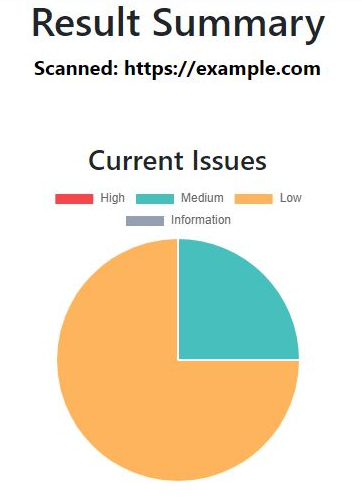 Result Summary
Scanned: https://example.com
Current Issues
High Medium Low
Information